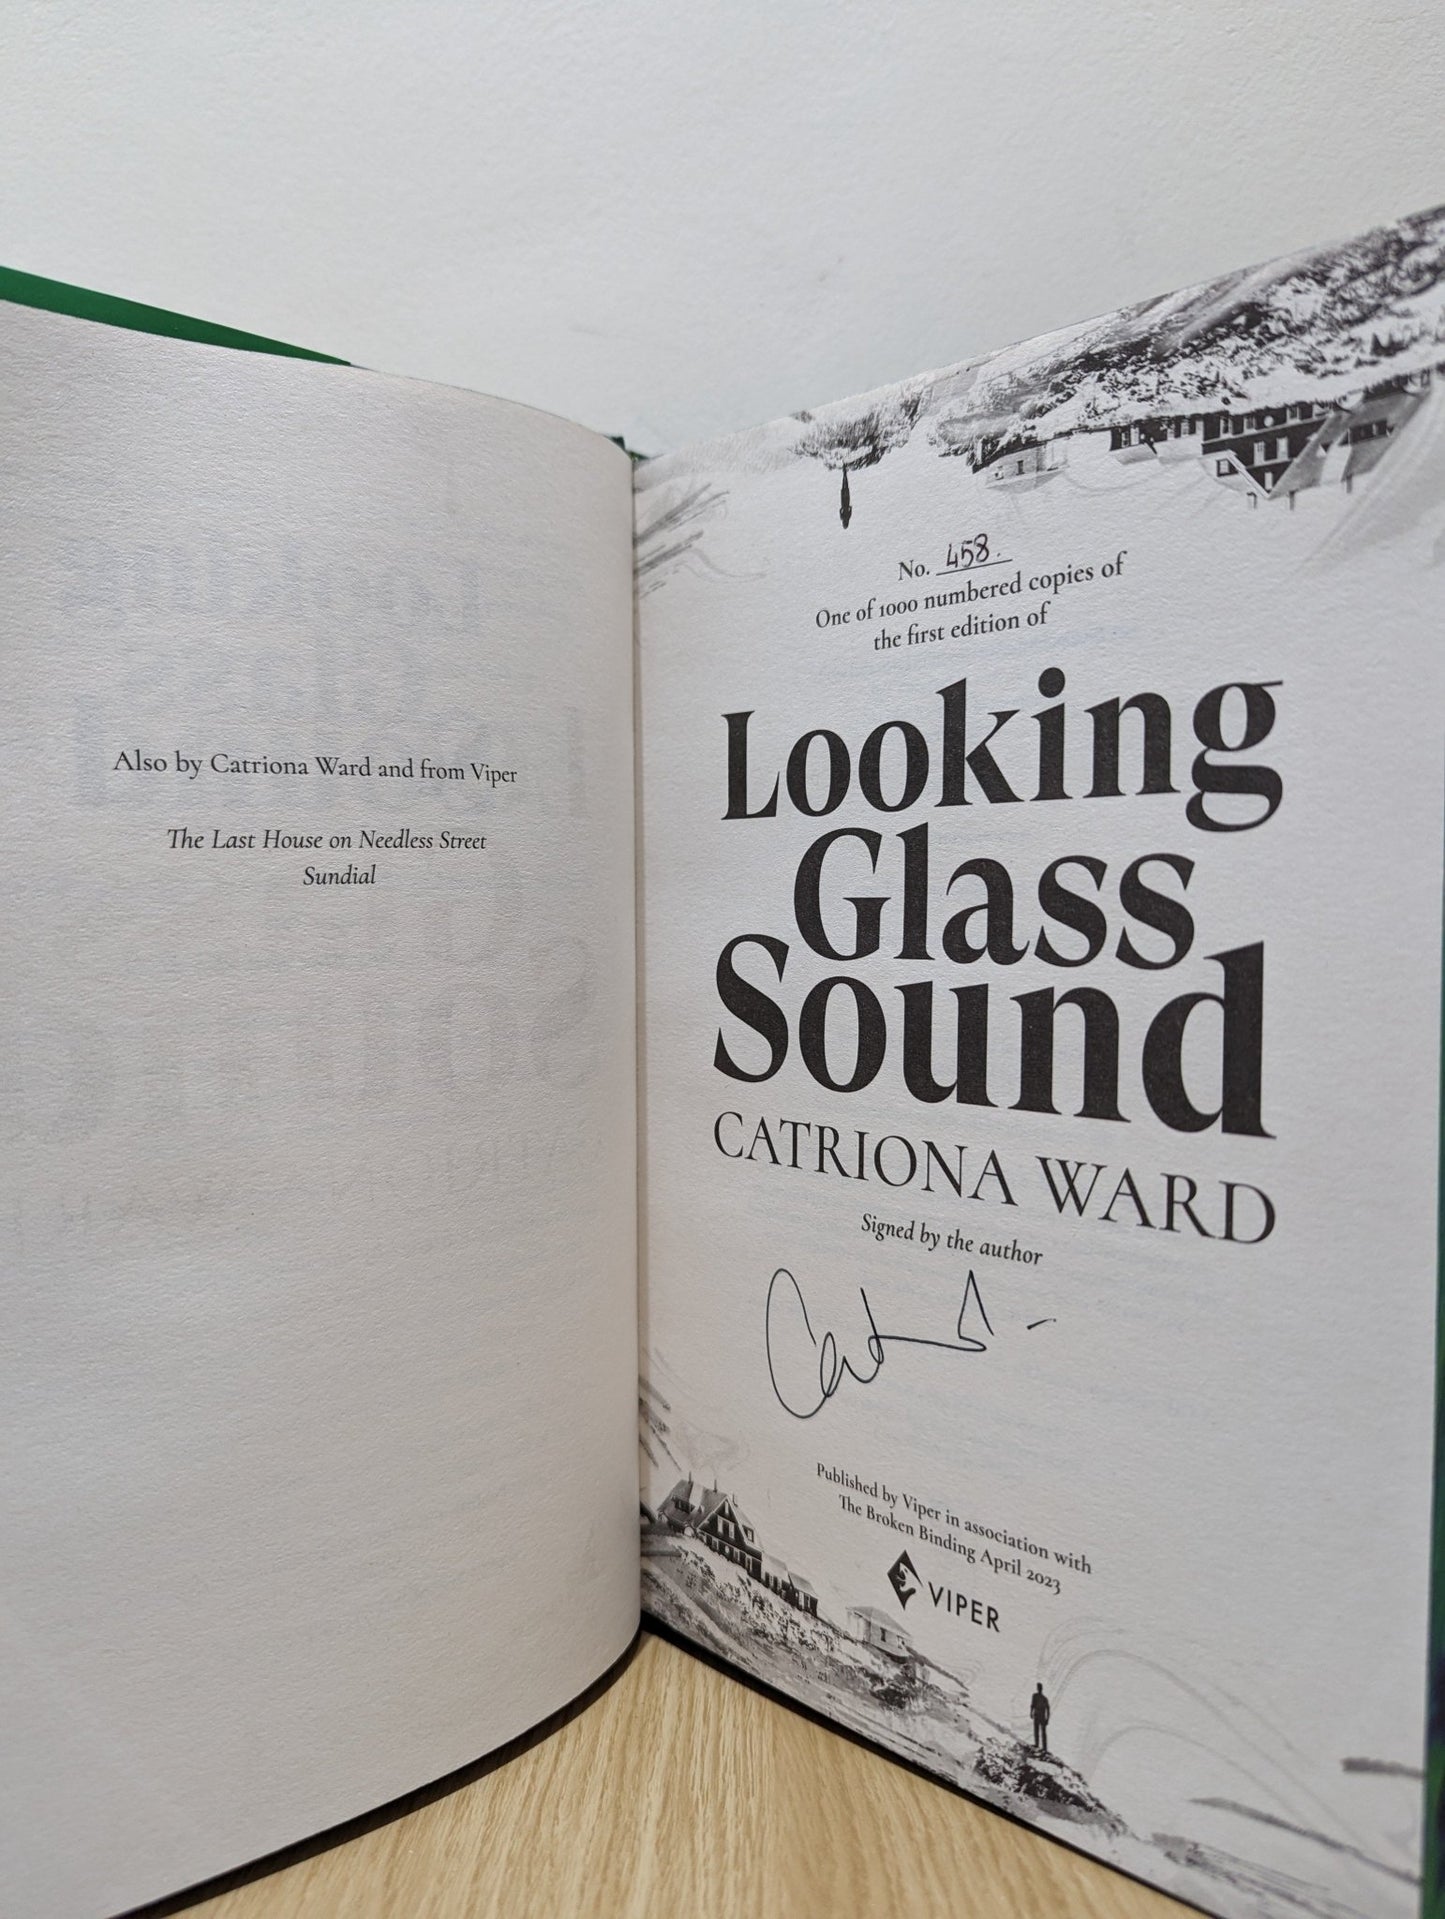 Also by Catriona Ward and from Viper
The Last House on Needless Street
Sundial
No. 458.
One of 1000 numbered copies of
the first edition of
Looking
Glass
Sound
CATRIONA WARD
Signed by the author
Published by Viper in association with
The Broken Binding April 2023
VIPER